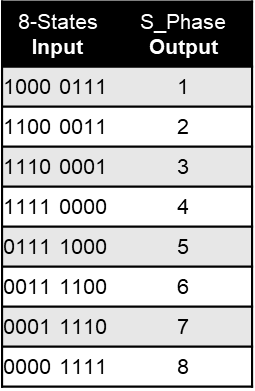 8-States S_Phase
Input Output
1000 0111 1
1100 0011 2
1110 0001 3
1111 0000 4
0111 1000 5
0011 1100 6
0001 1110 7
0000 1111 8